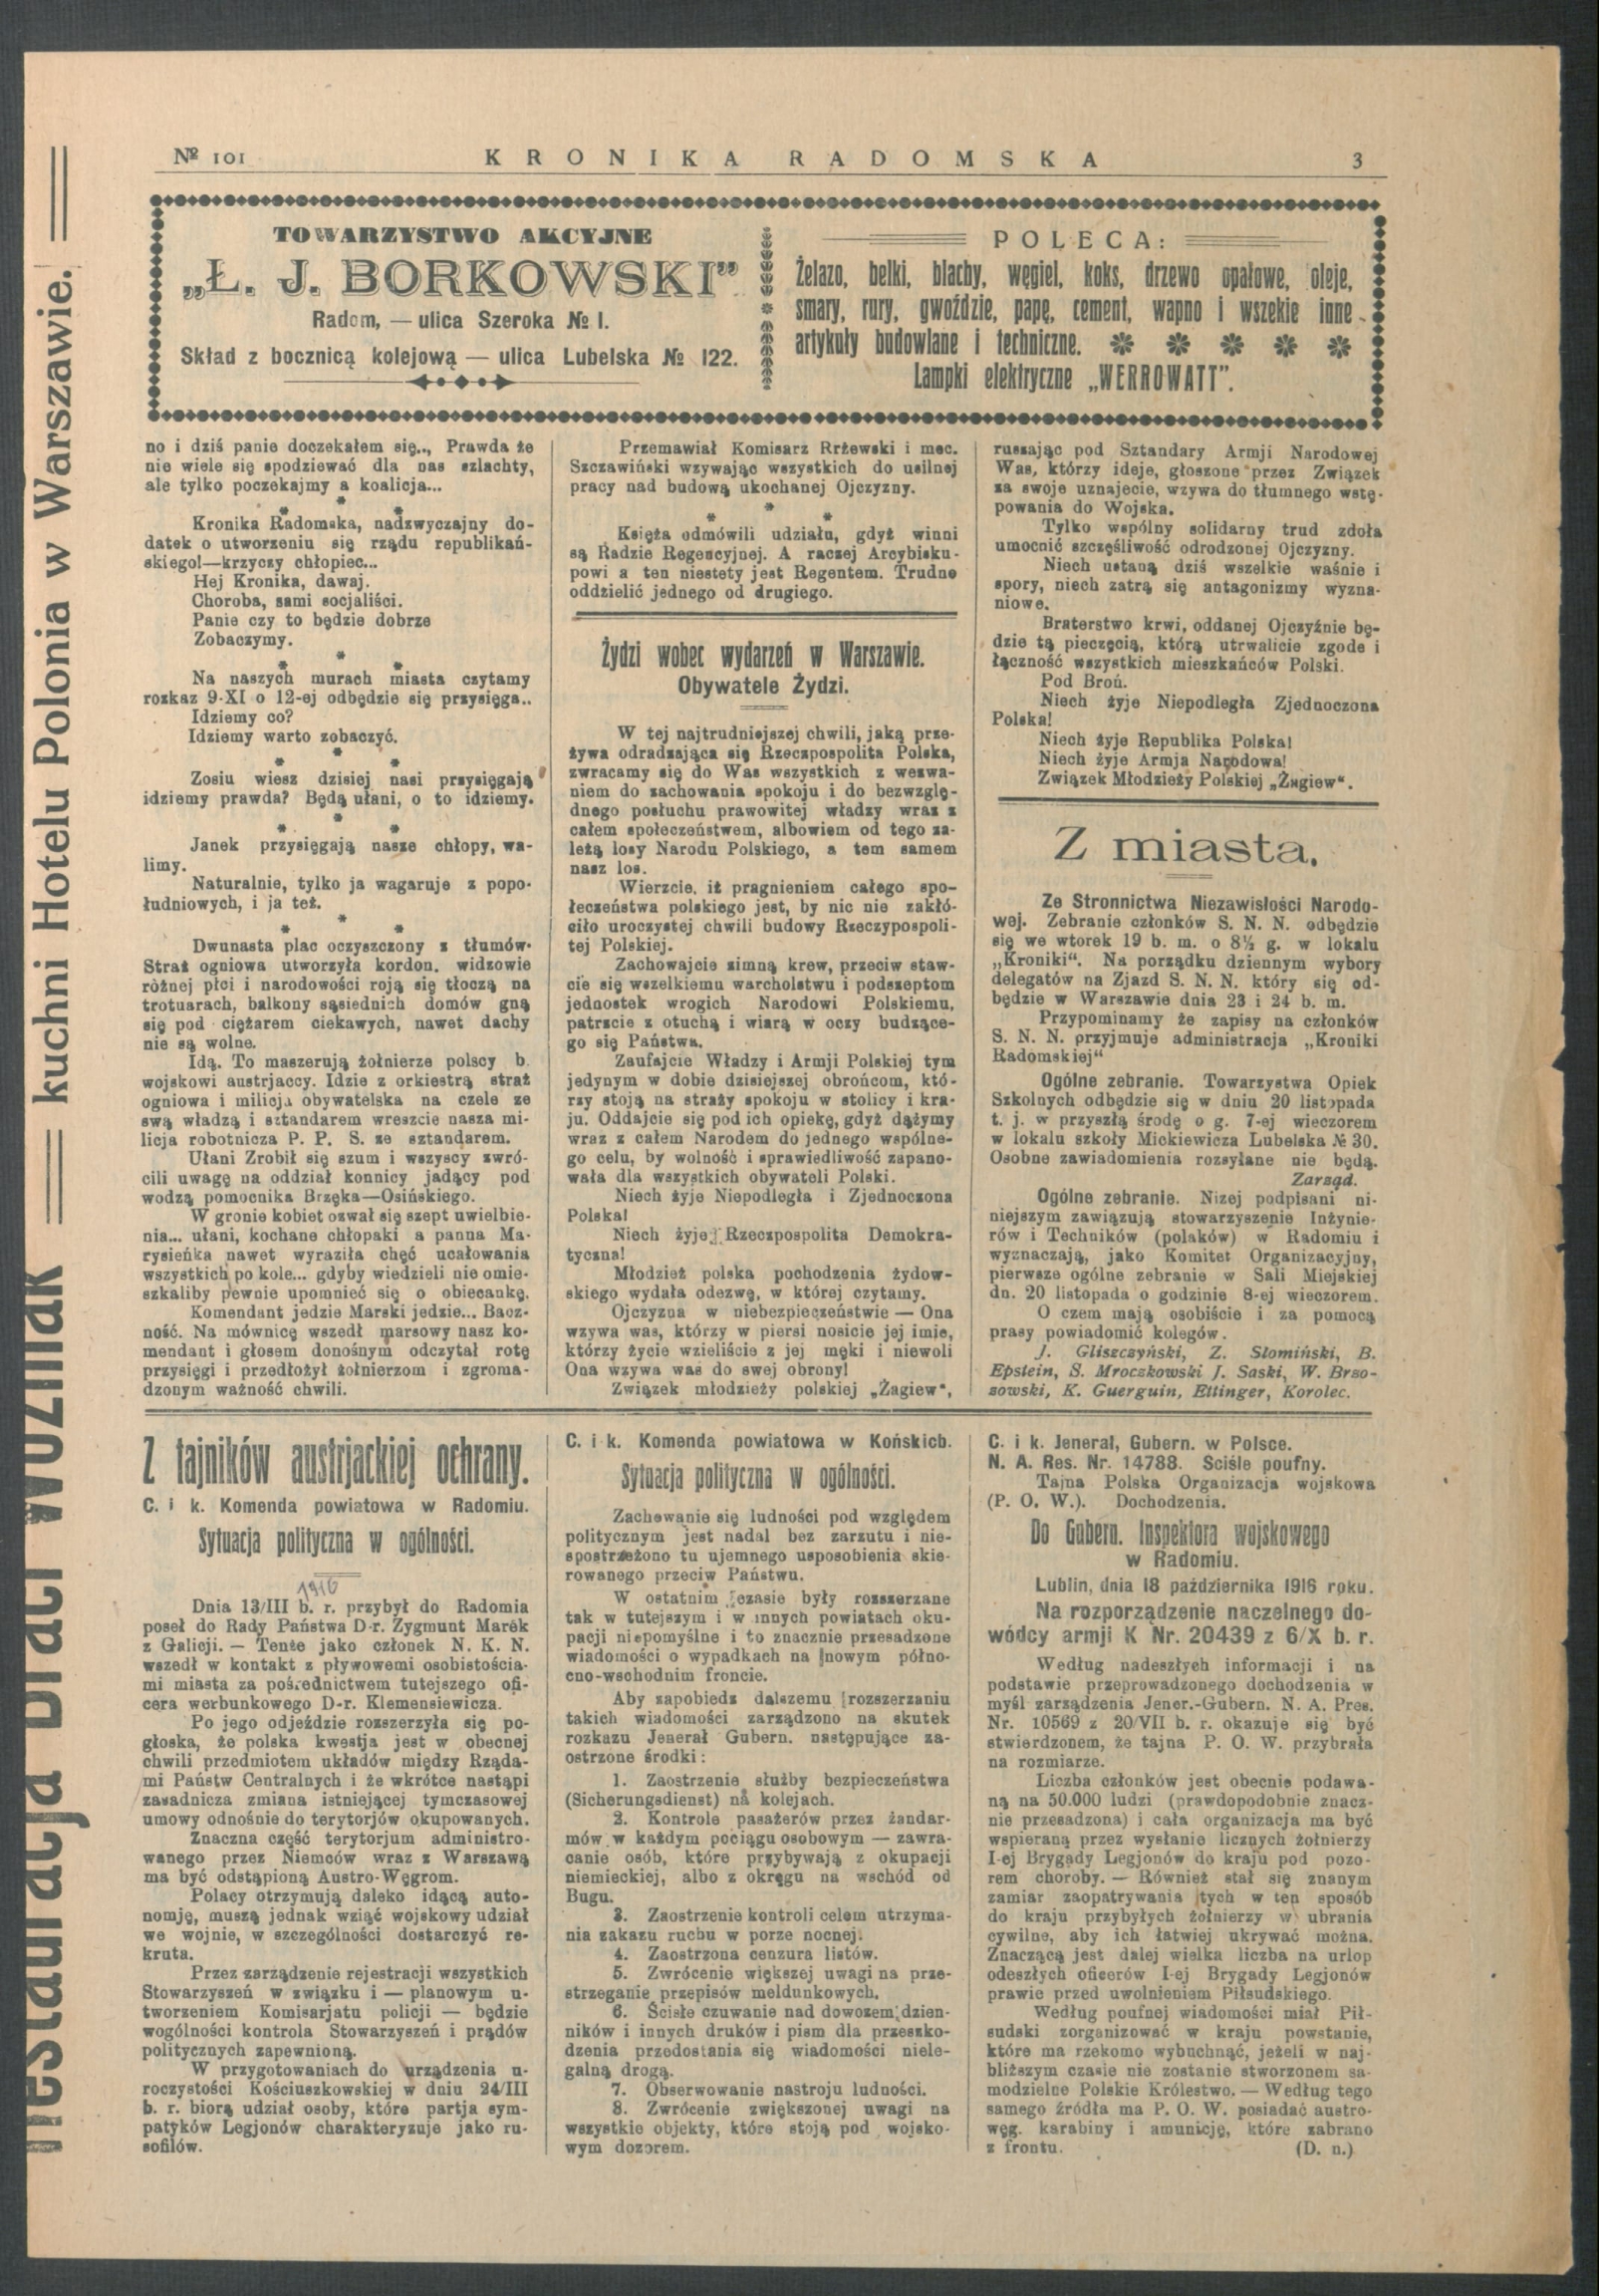 № 101
KRONIKA RADOMSKA
3
TOWARZYSTWO AKCYJNE
„Ł. J. BORKOWSKI”
Radom, — ulica Szeroka № I.
Skład z bocznicą kolejową — ulica Lubelska № 122.
POLECA:
Żelazo, belki, blachy, węgiel, koks, drzewo opałowe, oleje,
smary, rury, gwoździe, papę, cement, wapno i wszekie inne
artykuły budowlane i techniczne.
Lampki elektryczne „WERROWATT”.
no i dziś panie doczekałem się.., Prawda że
nie wiele się spodziewać dla nas szlachty,
ale tylko poczekajmy a koalicja...
* * *
Kronika Radomska, nadzwyczajny do-
datek o utworzeniu się rządu republikań-
skiego!—krzyczy chłopiec...
Hej Kronika, dawaj.
Choroba, sami socjaliści.
Panie czy to będzie dobrze
Zobaczymy.
* * *
Na naszych murach miasta czytamy
rozkaz 9-XI o 12-ej odbędzie się przysięga..
Idziemy co?
Idziemy warto zobaczyć.
* * *
Zosiu wiesz dzisiej nasi przysięgają
idziemy prawda? Będą ułani, o to idziemy.
* * *
Janek przysięgają nasze chłopy, wa-
limy.
Naturalnie, tylko ja wagaruje z popo-
łudniowych, i ja też.
* * *
Dwunasta plac oczyszczony z tłumów.
Straż ogniowa utworzyła kordon. widzowie
różnej płci i narodowości roją się tłoczą na
trotuarach, balkony sąsiednich domów gną
się pod ciężarem ciekawych, nawet dachy
nie są wolne.
Idą. To maszerują żołnierze polscy b.
wojskowi austrjaccy. Idzie z orkiestrą straż
ogniowa i milicja obywatelska na czele ze
swą władzą i sztandarem wreszcie nasza mi-
licja robotnicza P. P. S. ze sztandarem.
Ułani Zrobił się szum i wszyscy zwró-
cili uwagę na oddział konnicy jadący pod
wodzą pomocnika Brzęka—Osińskiego.
W gronie kobiet ozwał się szept uwielbie-
nia... ułani, kochane chłopaki a panna Ma-
rysieńka nawet wyraziła chęć ucałowania
wszystkich po kole... gdyby wiedzieli nie omie-
szkaliby pewnie upomnieć się o obiecankę.
Komendant jedzie Marski jedzie... Bacz-
ność. Na mównicę wszedł marsowy nasz ko-
mendant i głosem donośnym odczytał rotę
przysięgi i przedłożył żołnierzom i zgroma-
dzonym ważność chwili.
Przemawiał Komisarz Rrżewski i mec.
Szczawiński wzywając wszystkich do usilnej
pracy nad budową ukochanej Ojczyzny.
* * *
Księża odmówili udziału, gdyż winni
są Radzie Regencyjnej. A raczej Arcybisku-
powi a ten niestety jest Regentem. Trudno
oddzielić jednego od drugiego.
Żydzi wobec wydarzeń w Warszawie.
Obywatele Żydzi.
W tej najtrudniejszej chwili, jaką prze-
żywa odradzająca się Rzeczpospolita Polska,
zwracamy się do Was wszystkich z wezwa-
niem do zachowania spokoju i do bezwzglę-
dnego posłuchu prawowitej władzy wraz z
całem społeczeństwem, albowiem od tego za-
leżą losy Narodu Polskiego, a tem samem
nasz los.
Wierzcie, iż pragnieniem całego spo-
łeczeństwa polskiego jest, by nic nie zakłó-
ciło uroczystej chwili budowy Rzeczypospoli-
tej Polskiej.
Zachowajcie zimną krew, przeciw staw-
cie się wszelkiemu warcholstwu i podszeptom
jednostek wrogich Narodowi Polskiemu,
patrzcie z otuchą i wiarą w oczy budzące-
go się Państwa.
Zaufajcie Władzy i Armji Polskiej tym
jedynym w dobie dzisiejszej obrońcom, któ-
rzy stoją na straży spokoju w stolicy i kra-
ju. Oddajcie się pod ich opiekę, gdyż dążymy
wraz z całem Narodem do jednego wspólne-
go celu, by wolność i sprawiedliwość zapano-
wała dla wszystkich obywateli Polski.
Niech żyje Niepodległa i Zjednoczona
Polska!
Niech żyje Rzeczpospolita Demokra-
tyczna!
Młodzież polska pochodzenia żydow-
skiego wydała odezwę, w której czytamy.
Ojczyzna w niebezpieczeństwie — Ona
wzywa was, którzy w piersi nosicie jej imie,
którzy życie wzieliście z jej męki i niewoli
Ona wzywa was do swej obrony!
Związek młodzieży polskiej „Żagiew“,
ruszając pod Sztandary Armji Narodowej
Was, którzy ideje, głoszone przez Związek
za swoje uznajecie, wzywa do tłumnego wstę-
powania do Wojska.
Tylko wspólny solidarny trud zdoła
umocnić szczęśliwość odrodzonej Ojczyzny.
Niech ustaną dziś wszelkie waśnie i
spory, niech zatrą się antagonizmy wyzna-
niowe.
Braterstwo krwi, oddanej Ojczyźnie bę-
dzie tą pieczęcią, którą utrwalicie zgode i
łączność wszystkich mieszkańców Polski.
Pod Broń.
Niech żyje Niepodległa Zjednoczona
Polska!
Niech żyje Republika Polska!
Niech żyje Armja Narodowa!
Związek Młodzieży Polskiej „Żagiew“.
Z miasta.
Ze Stronnictwa Niezawisłości Narodo-
wej. Zebranie członków S. N. N. odbędzie
się we wtorek 19 b. m. o 8½ g. w lokalu
„Kroniki“. Na porządku dziennym wybory
delegatów na Zjazd S. N. N. który się od-
będzie w Warszawie dnia 23 i 24 b. m.
Przypominamy że zapisy na członków
S. N. N. przyjmuje administracja „Kroniki
Radomskiej“
Ogólne zebranie. Towarzystwa Opiek
Szkolnych odbędzie się w dniu 20 listopada
t. j. w przyszłą środę o g. 7-ej wieczorem
w lokalu szkoły Mickiewicza Lubelska № 30.
Osobne zawiadomienia rozsyłane nie będą.
Zarząd.
Ogólne zebranie. Nizej podpisani ni-
niejszym zawiązują stowarzyszenie Inżynie-
rów i Techników (polaków) w Radomiu i
wyznaczają, jako Komitet Organizacyjny,
pierwsze ogólne zebranie w Sali Miejskiej
dn. 20 listopada o godzinie 8-ej wieczorem.
O czem mają osobiście i za pomocą
prasy powiadomić kolegów.
J. Gliszczyński, Z. Słomiński, B.
Epstein, S. Mroczkowski J. Saski, W. Brzo-
zowski, K. Guerguin, Ettinger, Korolec.
Z tajników austrjackiej ochrany.
C. i k. Komenda powiatowa w Radomiu.
Sytuacja polityczna w ogólności.
1916
Dnia 13/III b. r. przybył do Radomia
poseł do Rady Państwa D-r. Zygmunt Marek
z Galicji. — Tenże jako członek N. K. N.
wszedł w kontakt z pływowemi osobistościa-
mi miasta za pośrednictwem tutejszego ofi-
cera werbunkowego D-r. Klemensiewicza.
Po jego odjeździe rozszerzyła się po-
głoska, że polska kwestja jest w obecnej
chwili przedmiotem układów między Rząda-
mi Państw Centralnych i że wkrótce nastąpi
zasadnicza zmiana istniejącej tymczasowej
umowy odnośnie do terytorjów okupowanych.
Znaczna część terytorjum administro-
wanego przez Niemców wraz z Warszawą
ma być odstąpioną Austro-Węgrom.
Polacy otrzymują daleko idącą auto-
nomję, muszą jednak wziąć wojskowy udział
we wojnie, w szczególności dostarczyć re-
kruta.
Przez zarządzenie rejestracji wszystkich
Stowarzyszeń w związku i — planowym u-
tworzeniem Komisarjatu policji — będzie
wogólności kontrola Stowarzyszeń i prądów
politycznych zapewnioną.
W przygotowaniach do urządzenia u-
roczystości Kościuszkowskiej w dniu 24/III
b. r. biorą udział osoby, które partja sym-
patyków Legjonów charakteryzuje jako ru-
sofilów.
C. i k. Komenda powiatowa w Końskich.
Sytuacja polityczna w ogólności.
Zachowanie się ludności pod względem
politycznym jest nadal bez zarzutu i nie-
spostrzeżono tu ujemnego usposobienia skie-
rowanego przeciw Państwu.
W ostatnim czasie były rozszerzane
tak w tutejszym i w innych powiatach oku-
pacji niepomyślne i to znacznie przesadzone
wiadomości o wypadkach na nowym półno-
cno-wschodnim froncie.
Aby zapobiedz dalszemu rozszerzaniu
takich wiadomości zarządzono na skutek
rozkazu Jenerał Gubern. następujące za-
ostrzone środki:
1. Zaostrzenie służby bezpieczeństwa
(Sicherungsdienst) na kolejach.
2. Kontrole pasażerów przez żandar-
mów w każdym pociągu osobowym — zawra-
canie osób, które przybywają z okupacji
niemieckiej, albo z okręgu na wschód od
Bugu.
3. Zaostrzenie kontroli celem utrzyma-
nia zakazu ruchu w porze nocnej.
4. Zaostrzona cenzura listów.
5. Zwrócenie większej uwagi na prze-
strzeganie przepisów meldunkowych.
6. Ścisłe czuwanie nad dowozem dzien-
ników i innych druków i pism dla przeszko-
dzenia przedostania się wiadomości niele-
galną drogą.
7. Obserwowanie nastroju ludności.
8. Zwrócenie zwiększonej uwagi na
wszystkie objekty, które stoją pod wojsko-
wym dozorem.
C. i k. Jenerał, Gubern. w Polsce.
N. A. Res. Nr. 14788. Sciśle poufny.
Tajna Polska Organizacja wojskowa
(P. O. W.). Dochodzenia.
Do Gubern. Inspektora wojskowego
w Radomiu.
Lublin, dnia 18 października 1916 roku.
Na rozporządzenie naczelnego do-
wódcy armji K Nr. 20439 z 6/X b. r.
Według nadeszłych informacji i na
podstawie przeprowadzonego dochodzenia w
myśl zarządzenia Jener.-Gubern. N. A. Pres.
Nr. 10569 z 20/VII b. r. okazuje się być
stwierdzonem, że tajna P. O. W. przybrała
na rozmiarze.
Liczba członków jest obecnie podawa-
ną na 50.000 ludzi (prawdopodobnie znacz-
nie przesadzona) i cała organizacja ma być
wspieraną przez wysłanie licznych żołnierzy
I-ej Brygady Legjonów do kraju pod pozo-
rem choroby. — Również stał się znanym
zamiar zaopatrywania tych w ten sposób
do kraju przybyłych żołnierzy w ubrania
cywilne, aby ich łatwiej ukrywać można.
Znaczącą jest dalej wielka liczba na urlop
odeszłych oficerów I-ej Brygady Legjonów
prawie przed uwolnieniem Piłsudskiego.
Według poufnej wiadomości miał Pił-
sudski zorganizować w kraju powstanie,
które ma rzekomo wybuchnąć, jeżeli w naj-
bliższym czasie nie zostanie stworzonem sa-
modzielne Polskie Królestwo. — Według tego
samego źródła ma P. O. W. posiadać austro-
węg. karabiny i amunicję, które zabrano
z frontu. (D. n.)
Restauracja Braci Woźniak == kuchni Hotelu Polonia w Warszawie. ==